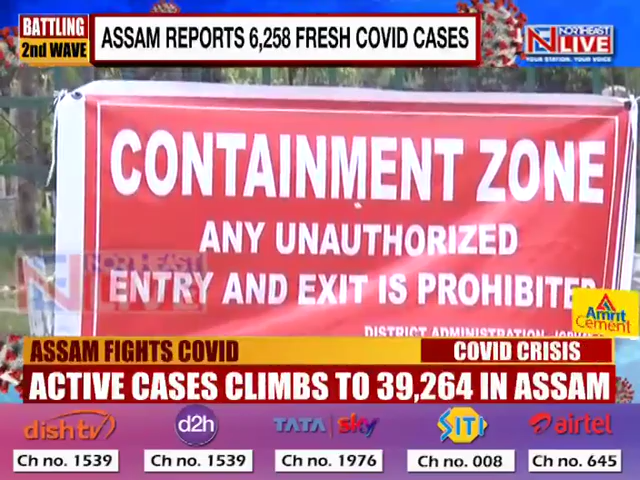 BATTLING
2nd WAVE
ASSAM REPORTS 6,258 FRESH COVID CASES
NORTHEAST
LIVE
YOUR STATION. YOUR VOICE
CONTAINMENT ZONE
ANY UNAUTHORIZED
ENTRY AND EXIT IS PROHIBITED
DISTRICT ADMINISTRATION
NORTHEAST
LIVE
Amrit
Cement
ASSAM FIGHTS COVID
COVID CRISIS
ACTIVE CASES CLIMBS TO 39,264 IN ASSAM
dishtv
d2h
TATA sky
SITI
airtel
Ch no. 1539
Ch no. 1539
Ch no. 1976
Ch no. 008
Ch no. 645